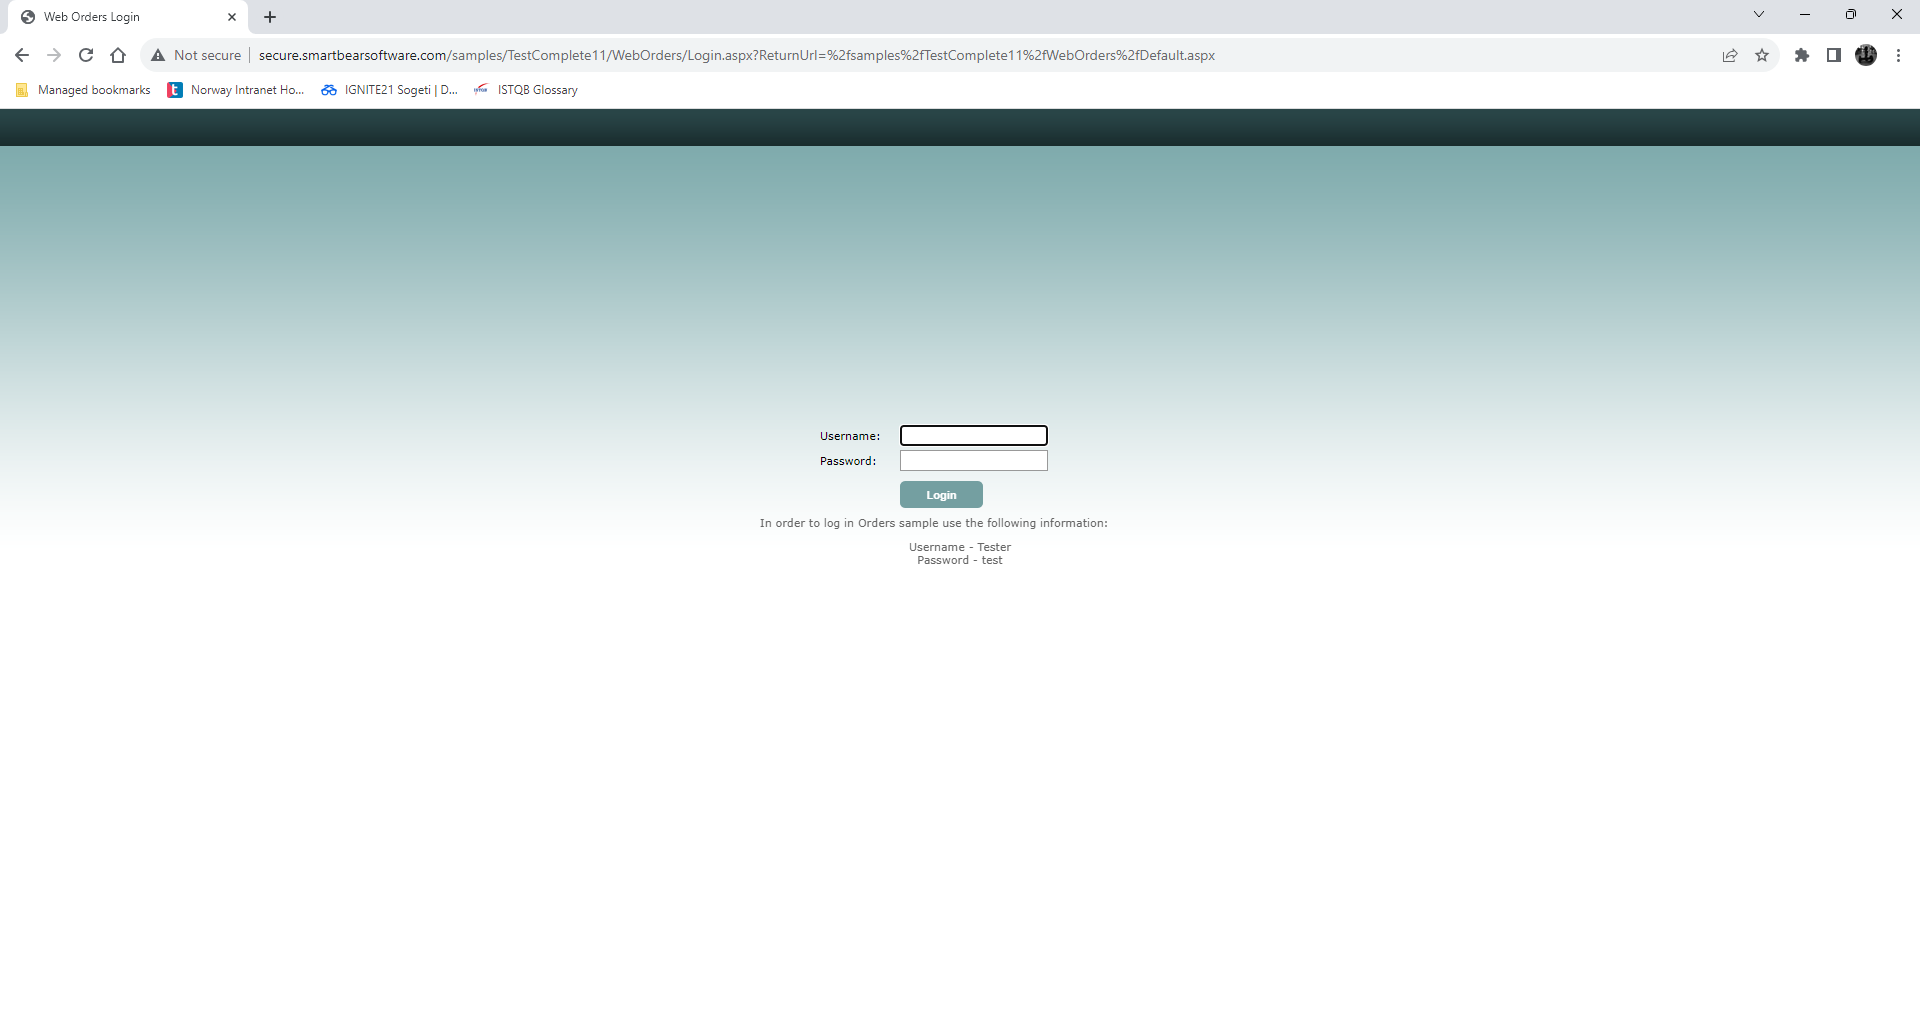 Web Orders Login
Not secure secure.smartbearsoftware.com/samples/TestComplete11/WebOrders/Login.aspx?ReturnUrl=%2fsamples%2fTestComplete11%2fWebOrders%2fDefault.aspx
Managed bookmarks Norway Intranet Ho... IGNITE21 Sogeti | D... ISTQB Glossary
Username:
Password:
Login
In order to log in Orders sample use the following information:
Username - Tester
Password - test